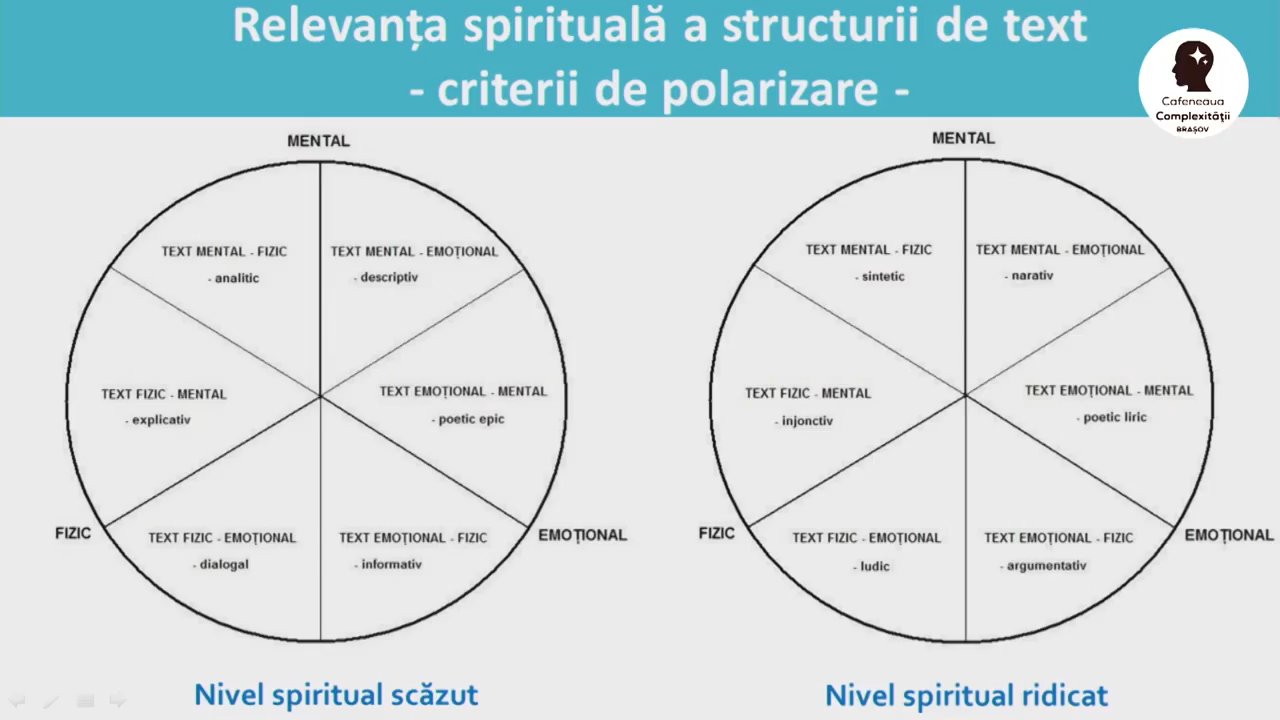 Relevanța spirituală a structurii de text
- criterii de polarizare -
Cafeneaua
Complexității
BRAȘOV
MENTAL
TEXT MENTAL - FIZIC
- analitic
TEXT MENTAL - EMOȚIONAL
- descriptiv
TEXT FIZIC - MENTAL
- explicativ
TEXT EMOȚIONAL - MENTAL
- poetic epic
FIZIC
TEXT FIZIC - EMOȚIONAL
- dialogal
TEXT EMOȚIONAL - FIZIC
- informativ
EMOȚIONAL
Nivel spiritual scăzut
MENTAL
TEXT MENTAL - FIZIC
- sintetic
TEXT MENTAL - EMOȚIONAL
- narativ
TEXT FIZIC - MENTAL
- injonctiv
TEXT EMOȚIONAL - MENTAL
- poetic liric
FIZIC
TEXT FIZIC - EMOȚIONAL
- ludic
TEXT EMOȚIONAL - FIZIC
- argumentativ
EMOȚIONAL
Nivel spiritual ridicat